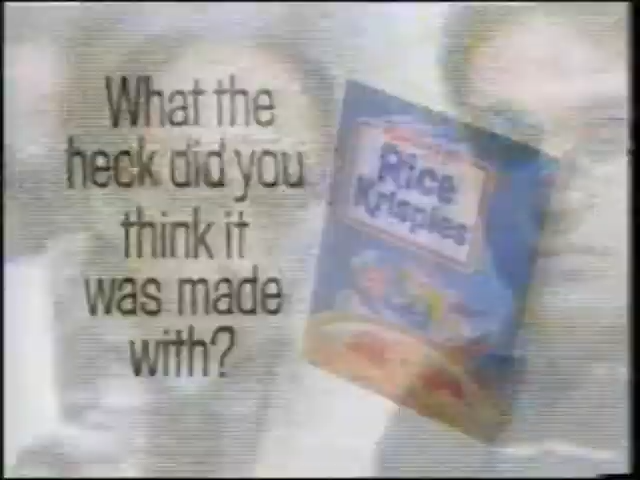 What the
heck did you
think it
was made
with?
Rice
Krispies